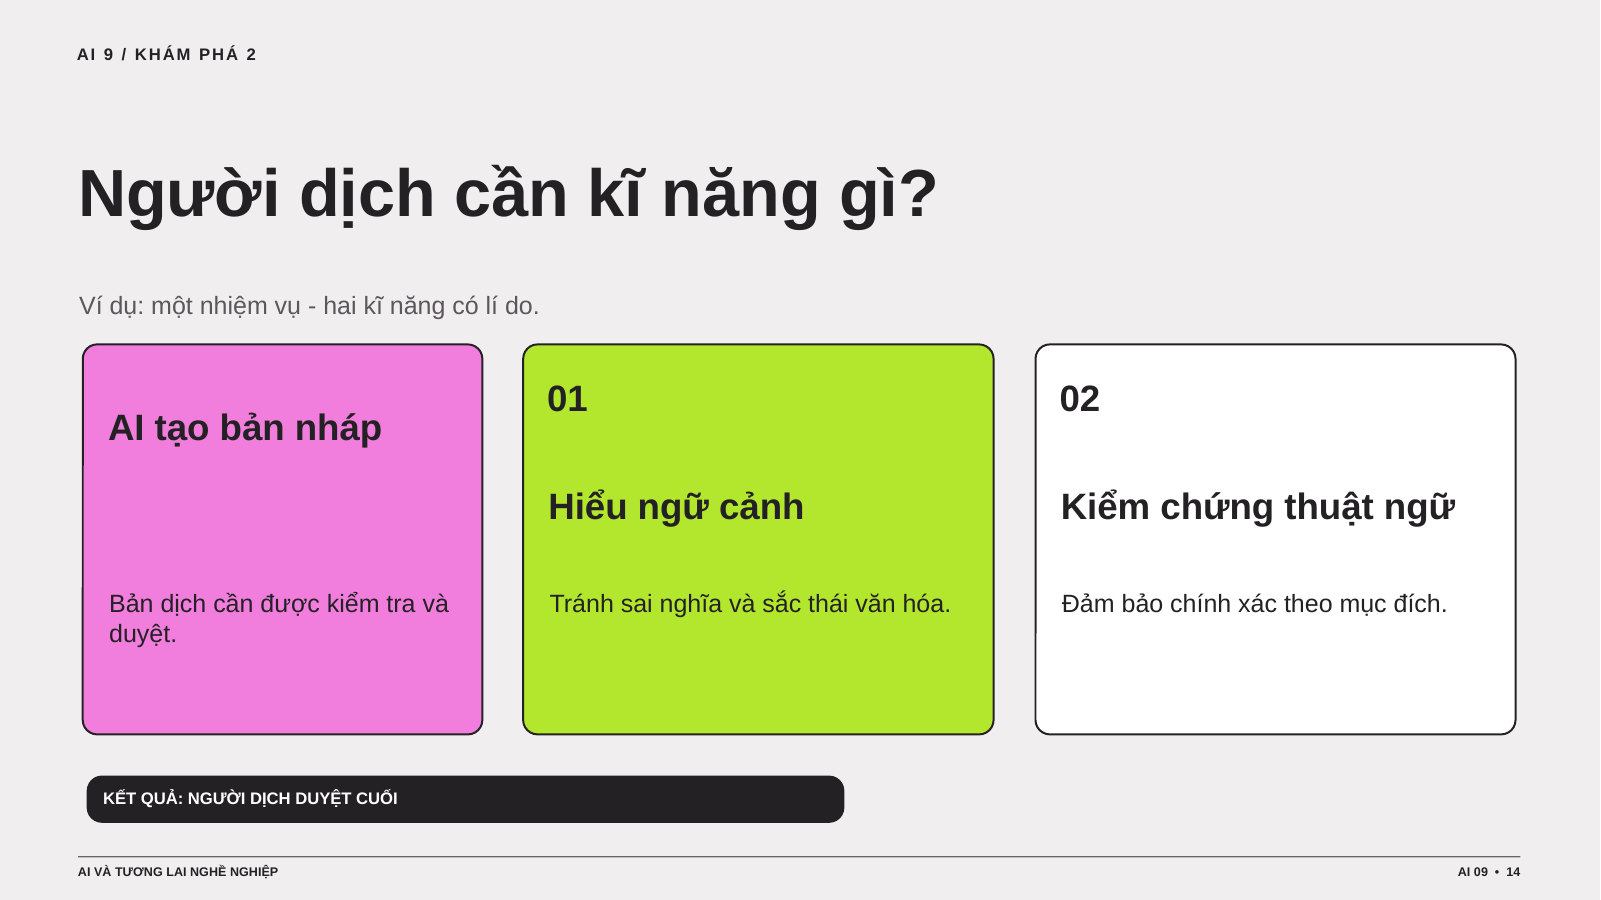 AI 9 / KHÁM PHÁ 2
Người dịch cần kĩ năng gì?
Ví dụ: một nhiệm vụ - hai kĩ năng có lí do.
AI tạo bản nháp
Bản dịch cần được kiểm tra và
duyệt.
01
Hiểu ngữ cảnh
Tránh sai nghĩa và sắc thái văn hóa.
02
Kiểm chứng thuật ngữ
Đảm bảo chính xác theo mục đích.
KẾT QUẢ: NGƯỜI DỊCH DUYỆT CUỐI
AI VÀ TƯƠNG LAI NGHỀ NGHIỆP
AI 09 • 14